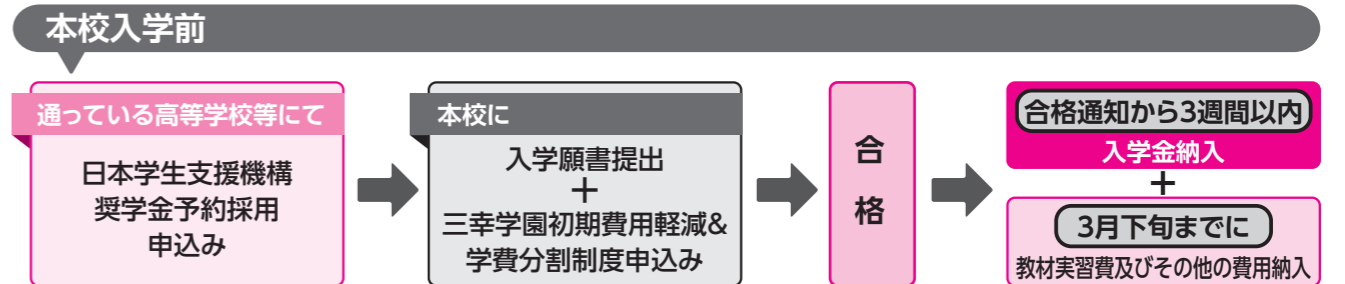 本校入学前
通っている高等学校等にて
日本学生支援機構
奨学金予約採用
申込み
本校に
入学願書提出
+
三幸学園初期費用軽減&
学費分割制度申込み
合
格
合格通知から3週間以内
入学金納入
+
3月下旬までに
教材実習費及びその他の費用納入